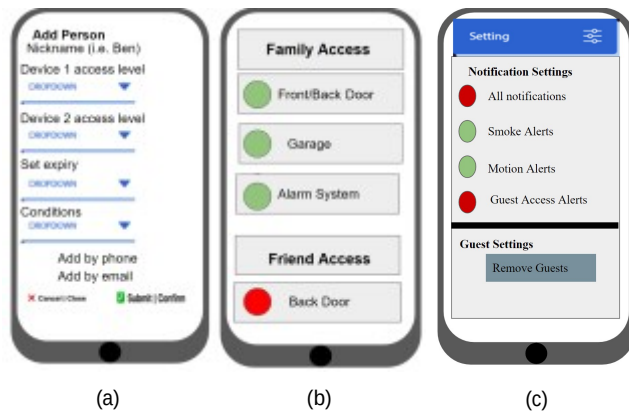 Add Person
Nickname (i.e. Ben)
Device 1 access level
DROPDOWN
Device 2 access level
DROPDOWN
Set expiry
DROPDOWN
Conditions
DROPDOWN
Add by phone
Add by email
Cancel | Close
Submit | Confirm
(a)
Family Access
Front/Back Door
Garage
Alarm System
Friend Access
Back Door
(b)
Setting
Notification Settings
All notifications
Smoke Alerts
Motion Alerts
Guest Access Alerts
Guest Settings
Remove Guests
(c)